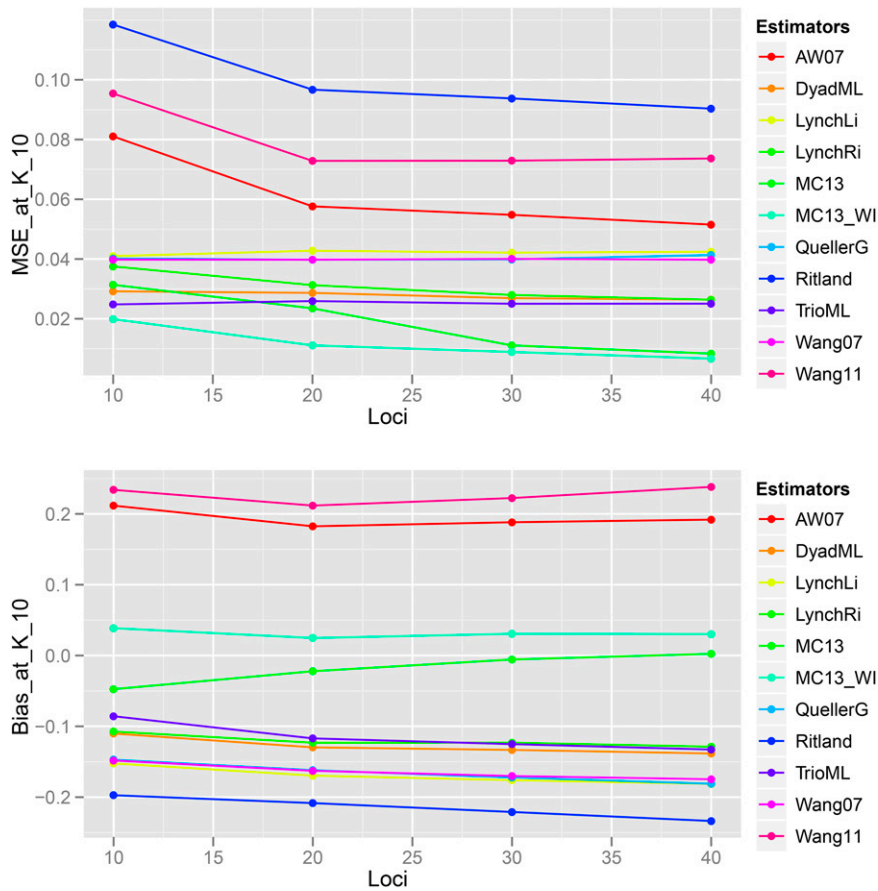 MSE_at_K_10
0.10
0.08
0.06
0.04
0.02
10
15
20
25
30
35
40
Loci
Estimators
AW07
DyadML
LynchLi
LynchRi
MC13
MC13_WI
QuellerG
Ritland
TrioML
Wang07
Wang11
Bias_at_K_10
0.2
0.1
0.0
−0.1
−0.2
10
15
20
25
30
35
40
Loci
Estimators
AW07
DyadML
LynchLi
LynchRi
MC13
MC13_WI
QuellerG
Ritland
TrioML
Wang07
Wang11